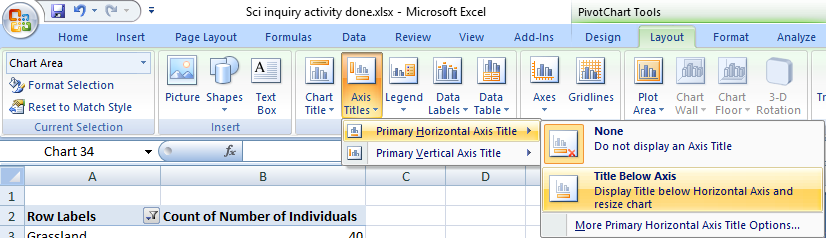 Sci inquiry activity done.xlsx - Microsoft Excel
PivotChart Tools
Home Insert Page Layout Formulas Data Review View Add-Ins Design Layout Format Analyze
Chart Area
Format Selection
Reset to Match Style
Current Selection
Picture Shapes Text Box
Insert
Chart Title Axis Titles Legend Data Labels Data Table
Axes Gridlines
Plot Area Chart Wall Chart Floor 3-D Rotation
Background
Primary Horizontal Axis Title
Primary Vertical Axis Title
None
Do not display an Axis Title
Title Below Axis
Display Title below Horizontal Axis and
resize chart
More Primary Horizontal Axis Title Options...
Chart 34 fx
A B C D
1
2 Row Labels Count of Number of Individuals
3 Grassland 40